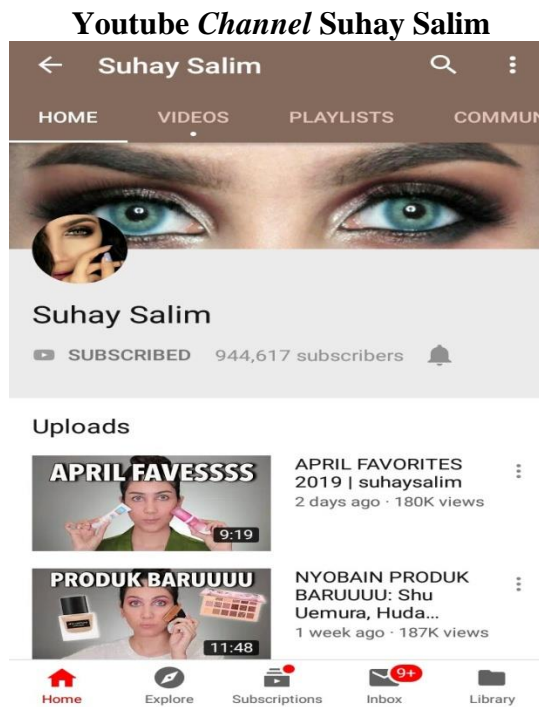 Youtube Channel Suhay Salim
Suhay Salim
HOME VIDEOS PLAYLISTS COMMUN
Suhay Salim
SUBSCRIBED 944,617 subscribers
Uploads
APRIL FAVESSSS
9:19
APRIL FAVORITES
2019 | suhaysalim
2 days ago · 180K views
PRODUK BARUUUU
11:48
NYOBAIN PRODUK
BARUUUU: Shu
Uemura, Huda...
1 week ago · 187K views
9+
Home Explore Subscriptions Inbox Library